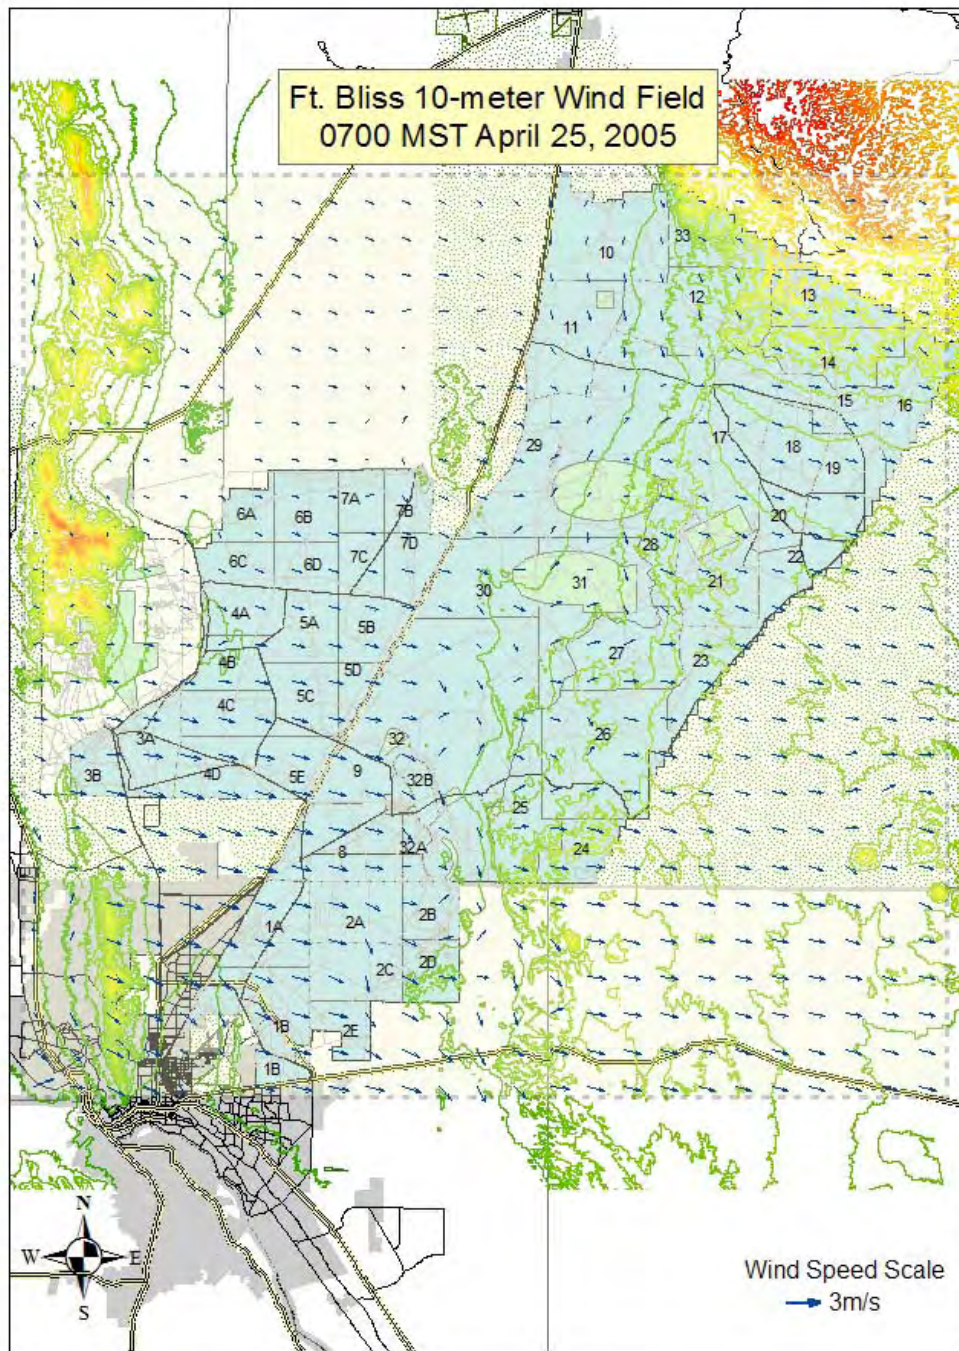 Ft. Bliss 10-meter Wind Field
0700 MST April 25, 2005
33
10
12
13
11
14
15
16
29
17
18
19
7A
6A
6B
7B
20
7C
7D
28
6C
6D
22
31
21
30
4A
5A
5B
27
23
4B
5D
5C
4C
26
3A
32
9
3B
4D
5E
32B
25
8
32A
24
2B
1A
2A
2C
2D
1B
2E
1B
N
W
E
S
Wind Speed Scale
3m/s